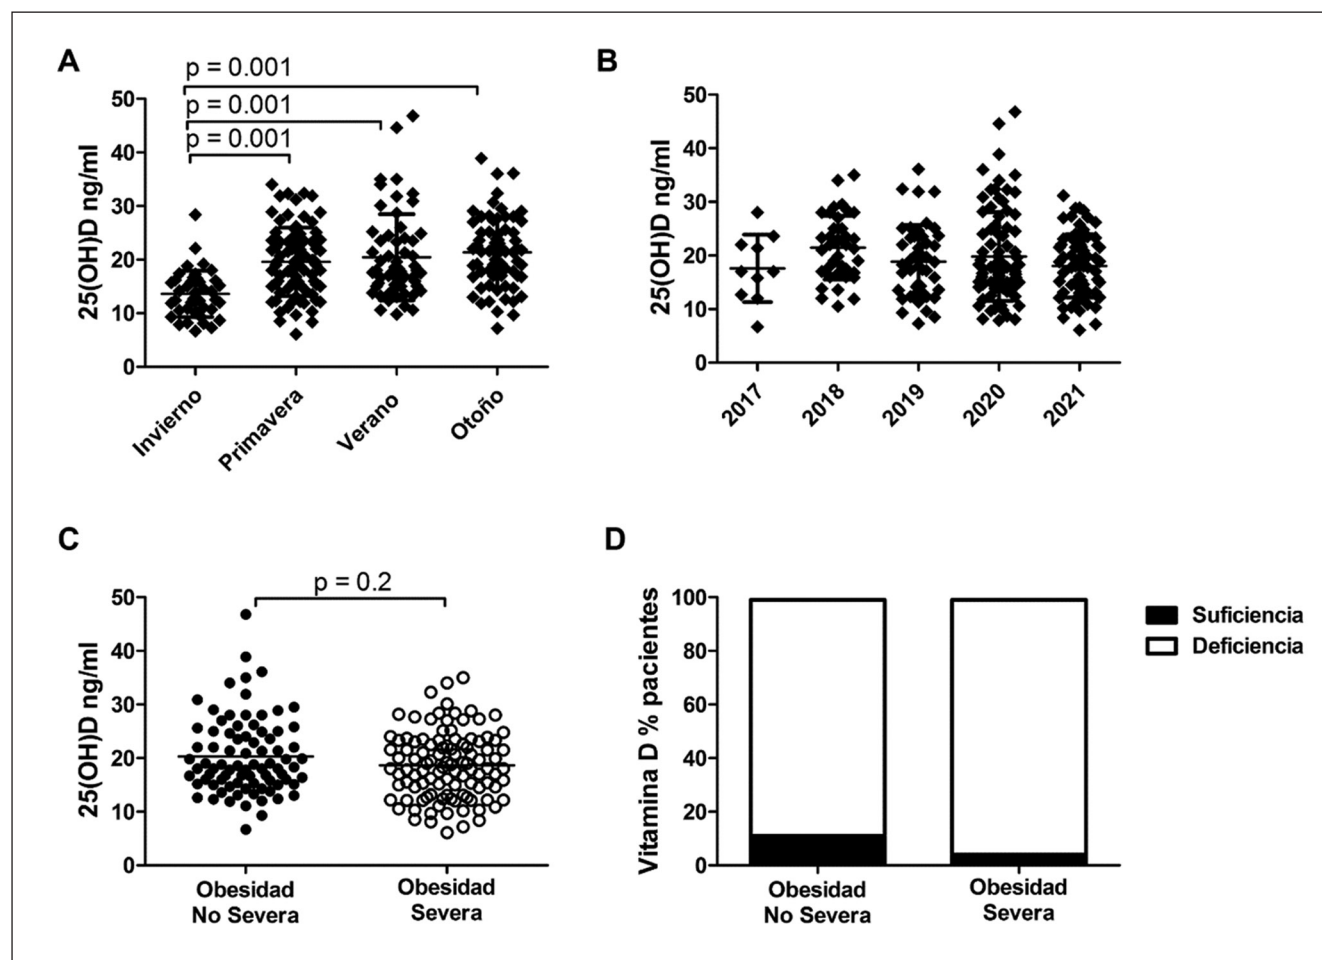 A
p = 0.001
p = 0.001
p = 0.001
25(OH)D ng/ml
50
40
30
20
10
0
Invierno
Primavera
Verano
Otoño
B
25(OH)D ng/ml
50
40
30
20
10
0
2017
2018
2019
2020
2021
C
p = 0.2
25(OH)D ng/ml
50
40
30
20
10
0
Obesidad
No Severa
Obesidad
Severa
D
Vitamina D % pacientes
100
80
60
40
20
0
Obesidad
No Severa
Obesidad
Severa
Suficiencia
Deficiencia